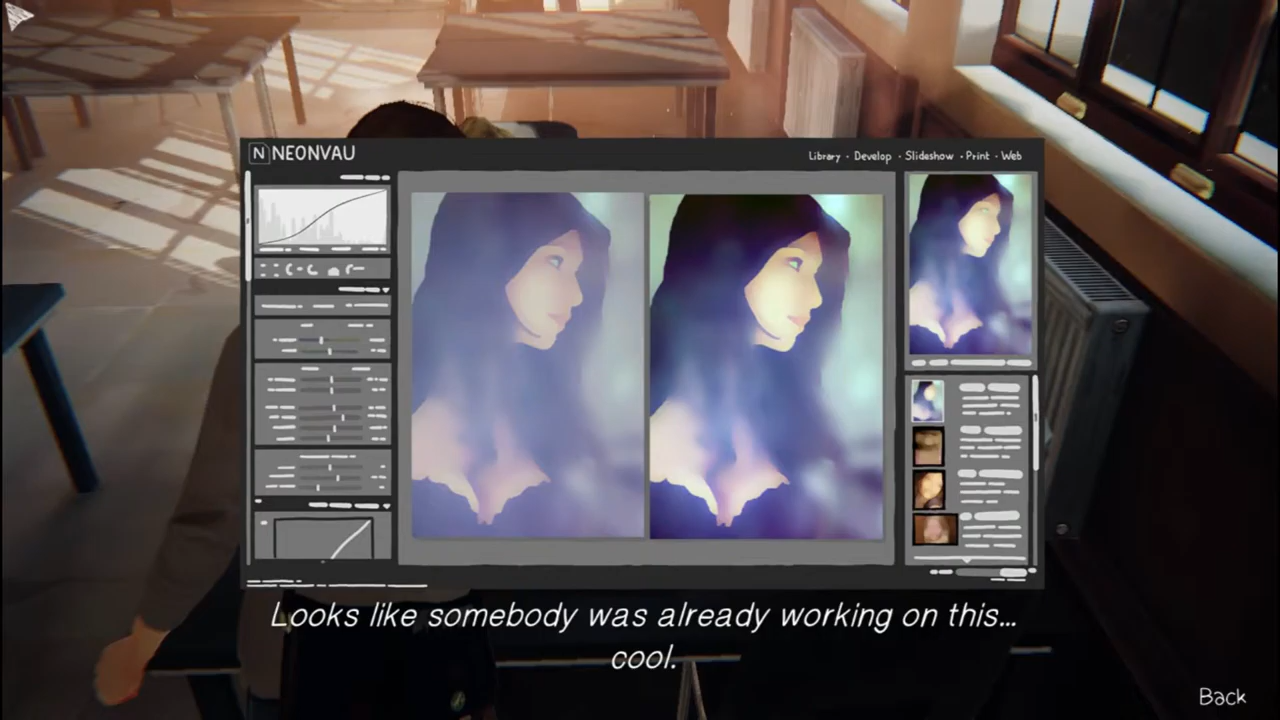 N NEONVAU
Library · Develop · Slideshow · Print · Web
Looks like somebody was already working on this...
cool.
Back